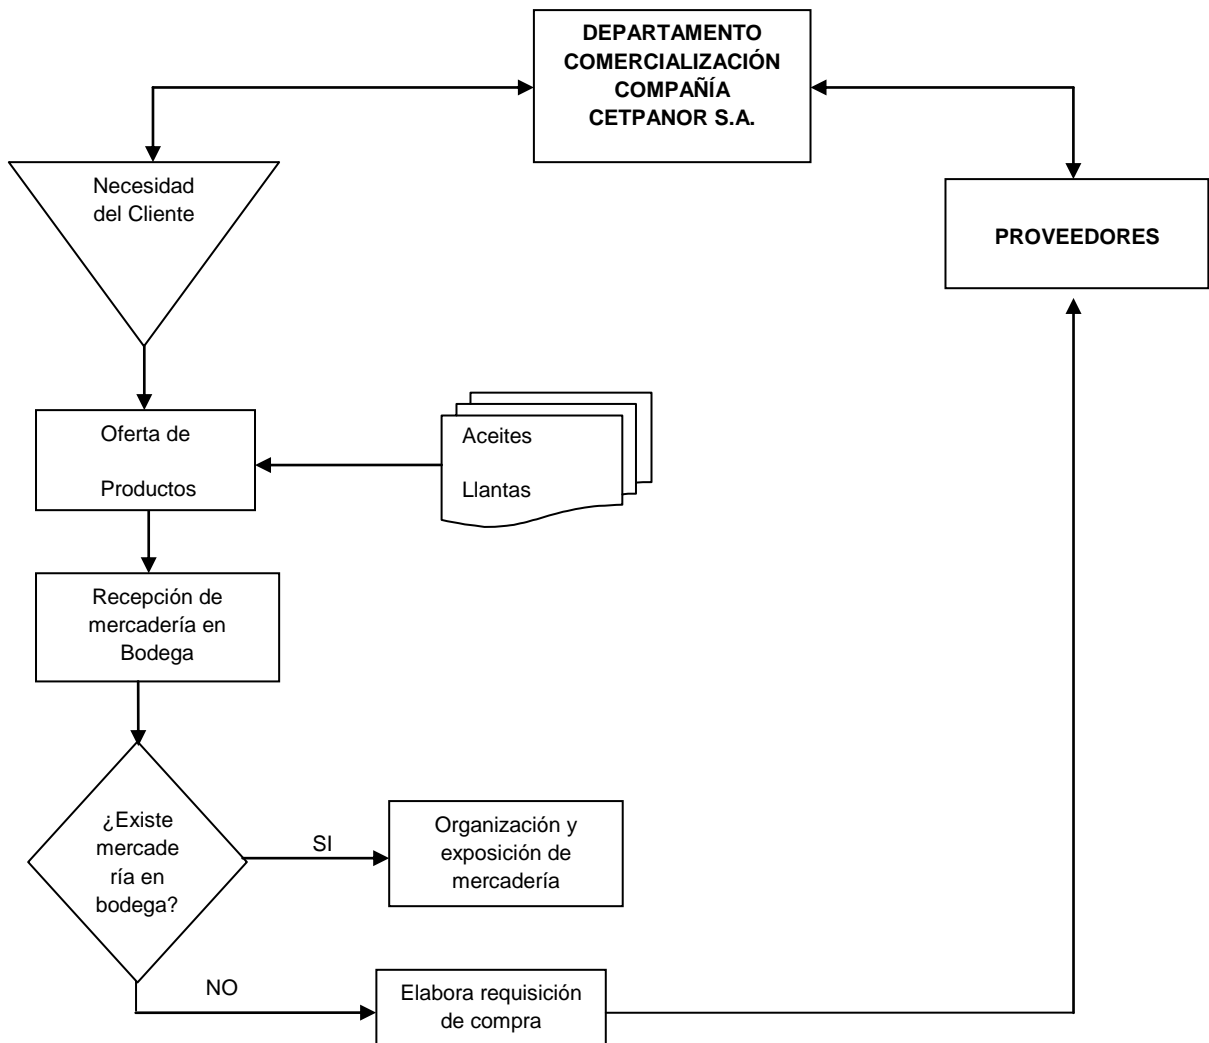 DEPARTAMENTO
COMERCIALIZACIÓN
COMPAÑÍA
CETPANOR S.A.
Necesidad
del Cliente
PROVEEDORES
Oferta de
Productos
Aceites
Llantas
Recepción de
mercadería en
Bodega
¿Existe
mercade
ría en
bodega?
SI
Organización y
exposición de
mercadería
NO
Elabora requisición
de compra